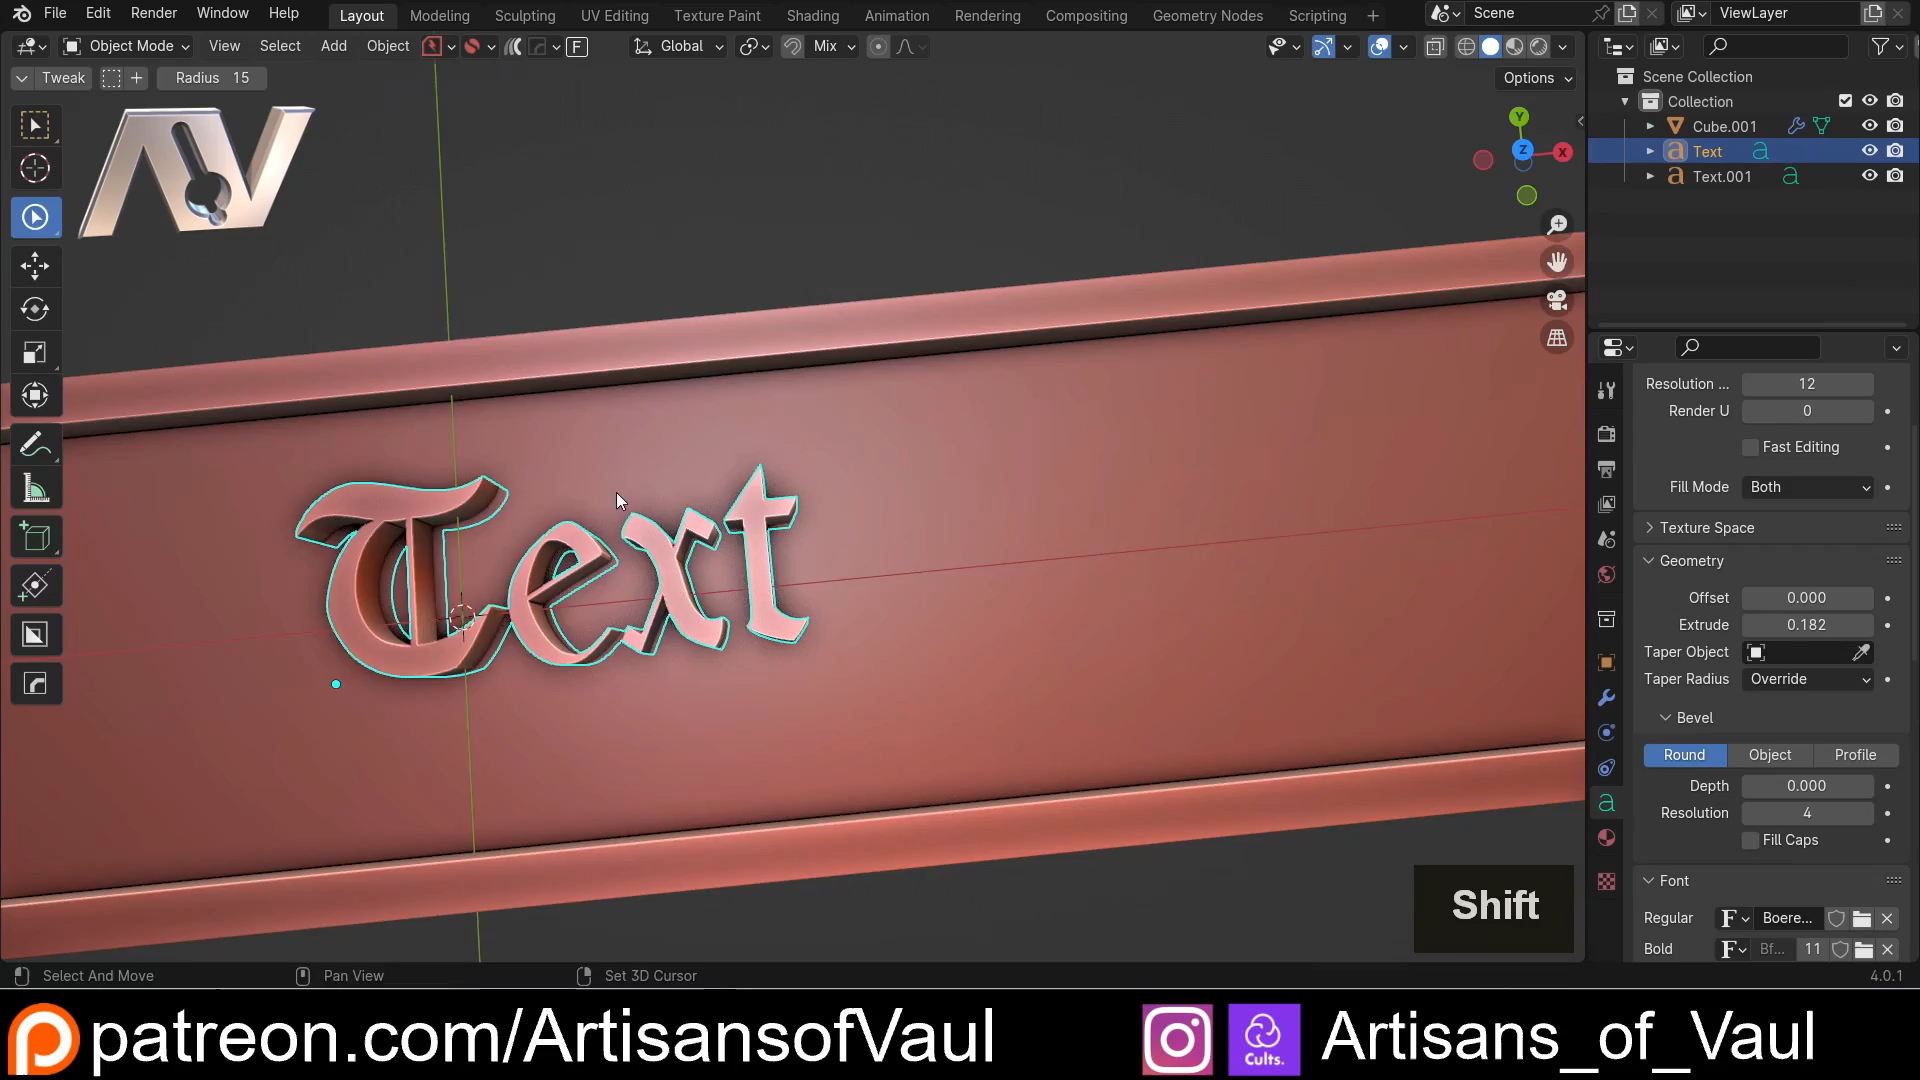 File Edit Render Window Help Layout Modeling Sculpting UV Editing Texture Paint Shading Animation Rendering Compositing Geometry Nodes Scripting + Scene ViewLayer
Object Mode View Select Add Object F Global Mix
Tweak Radius 15 Options
Scene Collection
Collection
Cube.001
Text
Text.001
Y
Z X
AV
Resolution ... 12
Render U 0
Fast Editing
Fill Mode Both
Texture Space
Geometry
Offset 0.000
Extrude 0.182
Taper Object
Taper Radius Override
Bevel
Round Object Profile
Depth 0.000
Resolution 4
Fill Caps
Font
Regular F Boere...
Bold F Bf... 11
Text
Shift
Select And Move Pan View Set 3D Cursor 4.0.1
patreon.com/ArtisansofVaul Cults. Artisans_of_Vaul